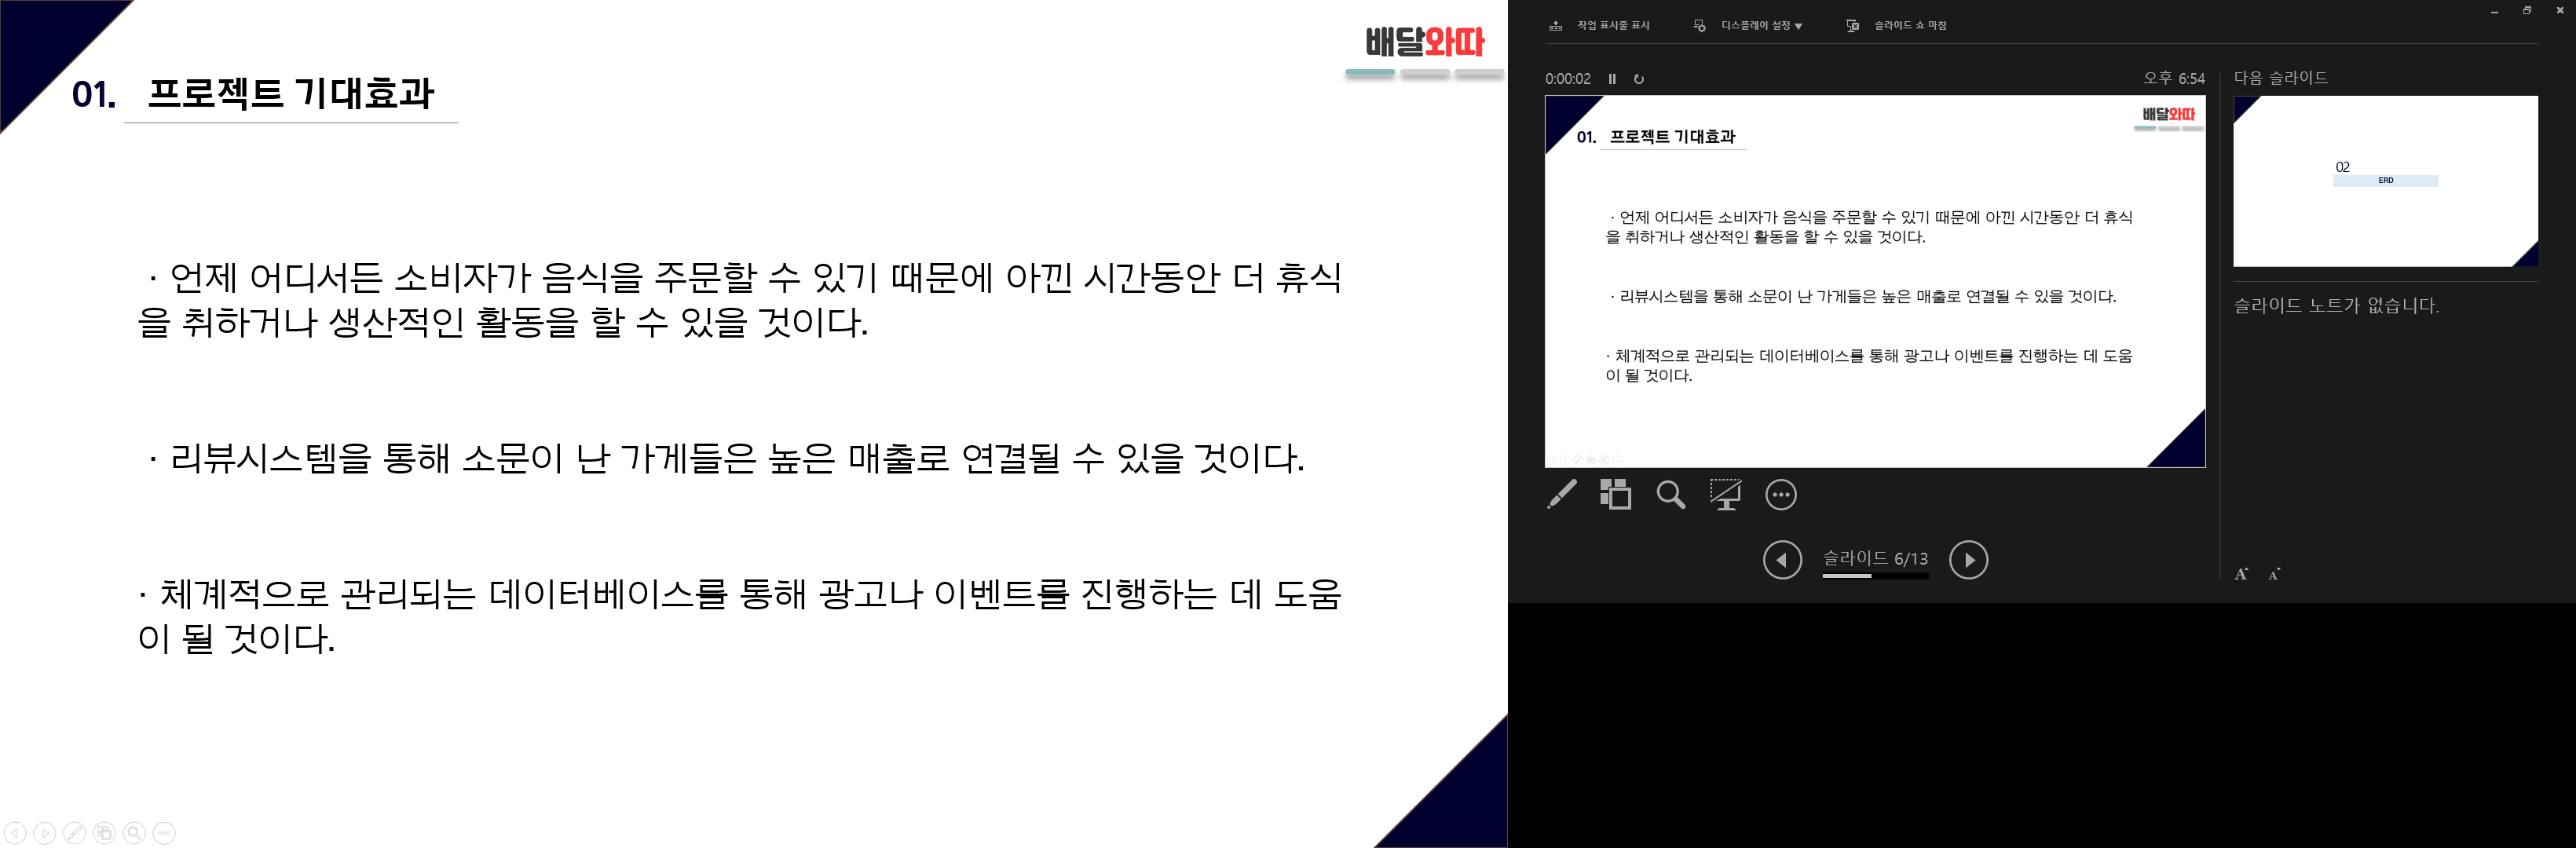 배달와따
01. 프로젝트 기대효과
· 언제 어디서든 소비자가 음식을 주문할 수 있기 때문에 아낀 시간동안 더 휴식
을 취하거나 생산적인 활동을 할 수 있을 것이다.
· 리뷰시스템을 통해 소문이 난 가게들은 높은 매출로 연결될 수 있을 것이다.
· 체계적으로 관리되는 데이터베이스를 통해 광고나 이벤트를 진행하는 데 도움
이 될 것이다.
작업 표시줄 표시 디스플레이 설정 슬라이드 쇼 마침
0:00:02 오후 6:54
배달와따
01. 프로젝트 기대효과
· 언제 어디서든 소비자가 음식을 주문할 수 있기 때문에 아낀 시간동안 더 휴식
을 취하거나 생산적인 활동을 할 수 있을 것이다.
· 리뷰시스템을 통해 소문이 난 가게들은 높은 매출로 연결될 수 있을 것이다.
· 체계적으로 관리되는 데이터베이스를 통해 광고나 이벤트를 진행하는 데 도움
이 될 것이다.
슬라이드 6/13
다음 슬라이드
02
ERD
슬라이드 노트가 없습니다.
A A